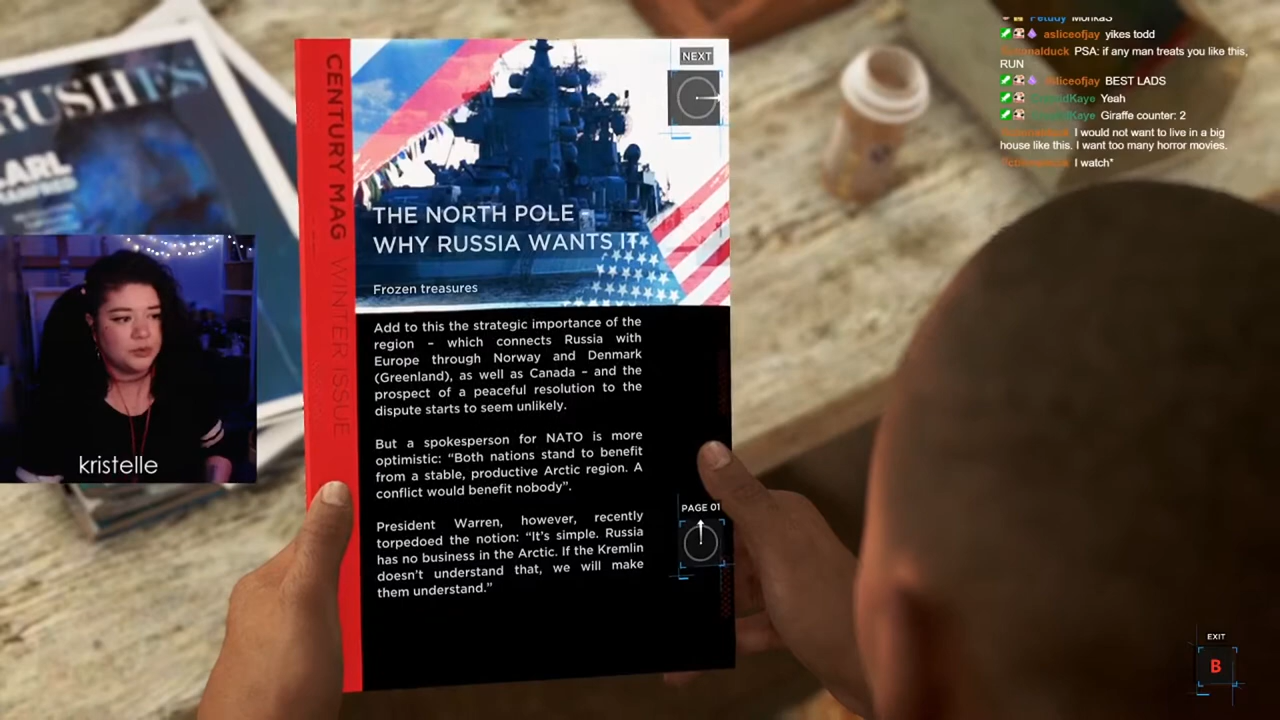 RUSHES
CENTURY MAG WINTER ISSUE
NEXT
THE NORTH POLE -
WHY RUSSIA WANTS IT
Frozen treasures
Add to this the strategic importance of the
region – which connects Russia with
Europe through Norway and Denmark
(Greenland), as well as Canada – and the
prospect of a peaceful resolution to the
dispute starts to seem unlikely.
But a spokesperson for NATO is more
optimistic: “Both nations stand to benefit
from a stable, productive Arctic region. A
conflict would benefit nobody”.
President Warren, however, recently
torpedoed the notion: “It’s simple. Russia
has no business in the Arctic. If the Kremlin
doesn’t understand that, we will make
them understand.”
PAGE 01
EXIT
B
kristelle
MonkaS
asliceofjay yikes todd
PSA: if any man treats you like this,
RUN
asliceofjay BEST LADS
Yeah
Giraffe counter: 2
I would not want to live in a big
house like this. I want too many horror movies.
I watch*